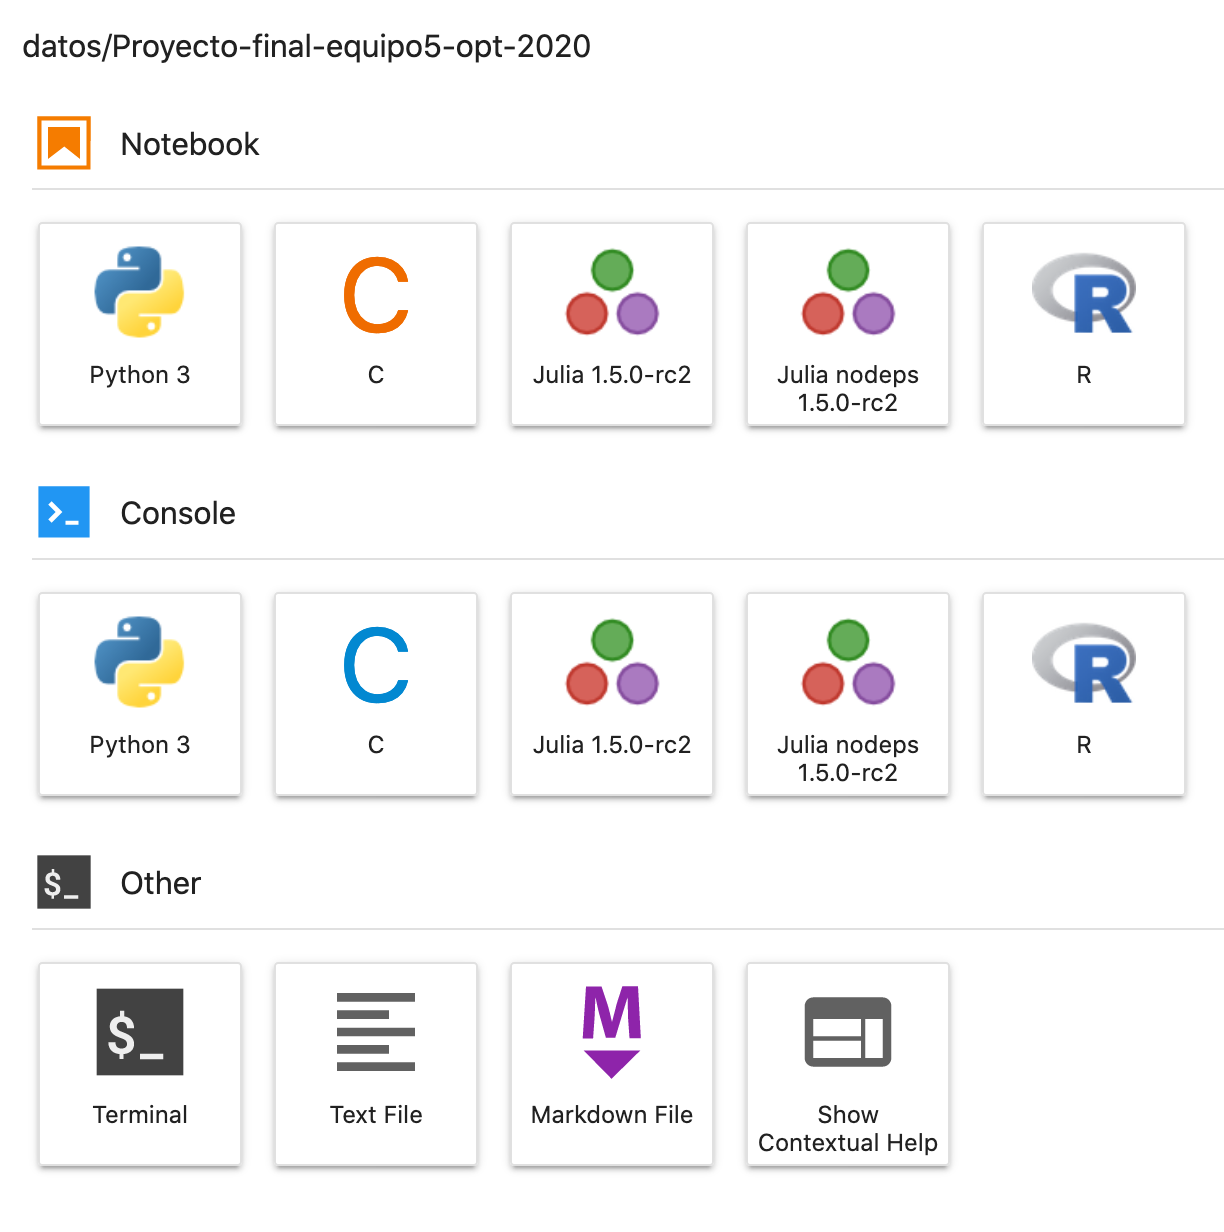 datos/Proyecto-final-equipo5-opt-2020
Notebook
Python 3
C
C
Julia 1.5.0-rc2
Julia nodeps
1.5.0-rc2
R
R
>_
Console
Python 3
C
C
Julia 1.5.0-rc2
Julia nodeps
1.5.0-rc2
R
R
$_
Other
$_
Terminal
Text File
M
Markdown File
Show
Contextual Help